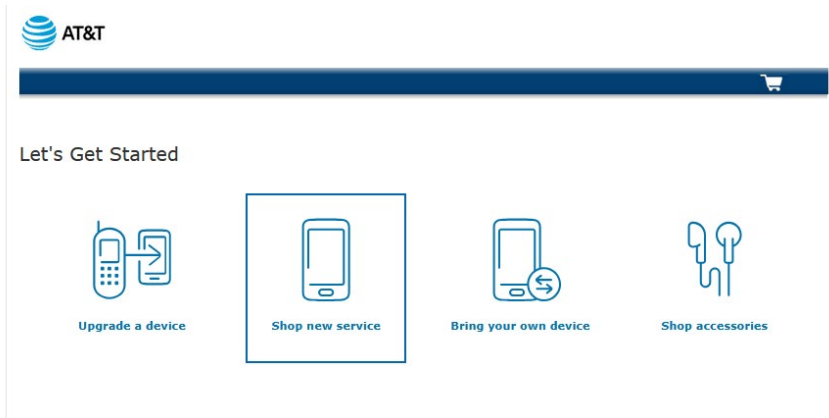 AT&T
Let's Get Started
Upgrade a device
Shop new service
Bring your own device
Shop accessories